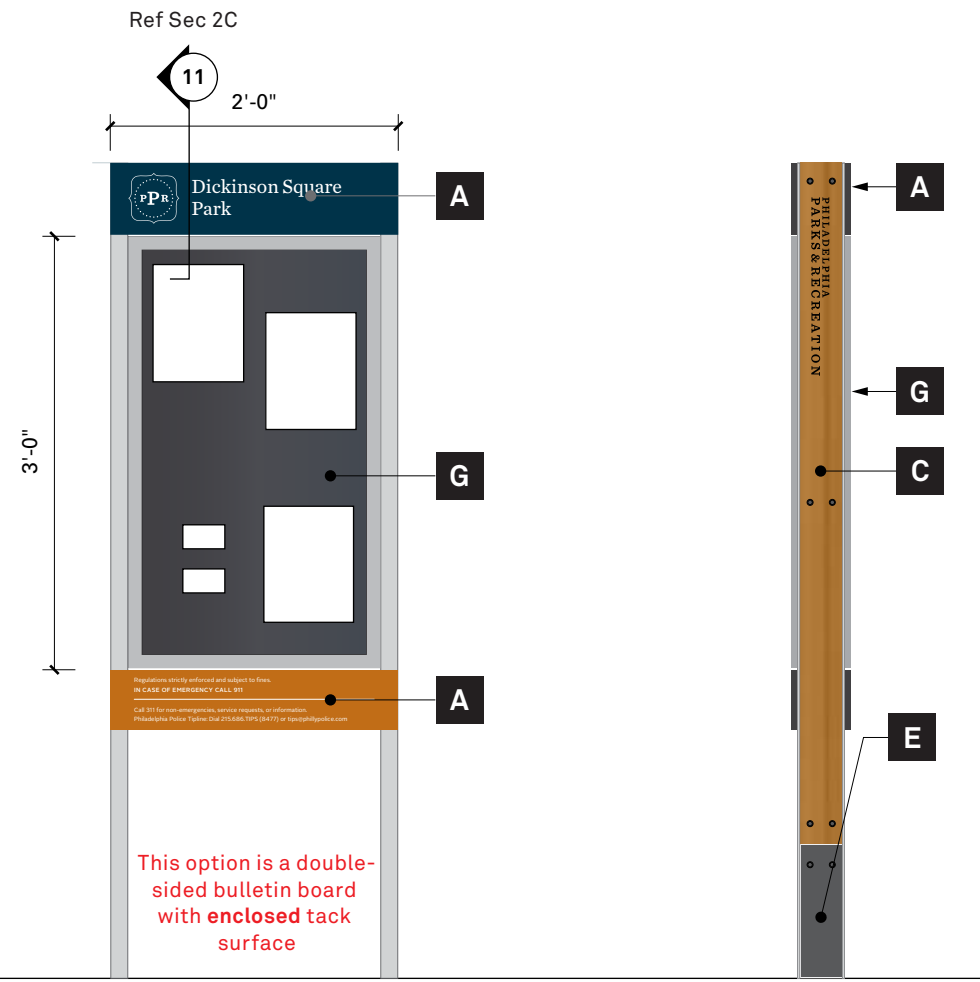 Ref Sec 2C
11
2'-0"
PPR
Dickinson Square
Park
A
A
PHILADELPHIA
PARKS&RECREATION
3'-0"
G
G
C
Regulations strictly enforced and subject to fines.
IN CASE OF EMERGENCY CALL 911
Call 311 for non-emergencies, service requests, or information.
Philadelphia Police Tipline: Dial 215.686.TIPS (8477) or tips@phillypolice.com
A
E
This option is a double-
sided bulletin board
with enclosed tack
surface